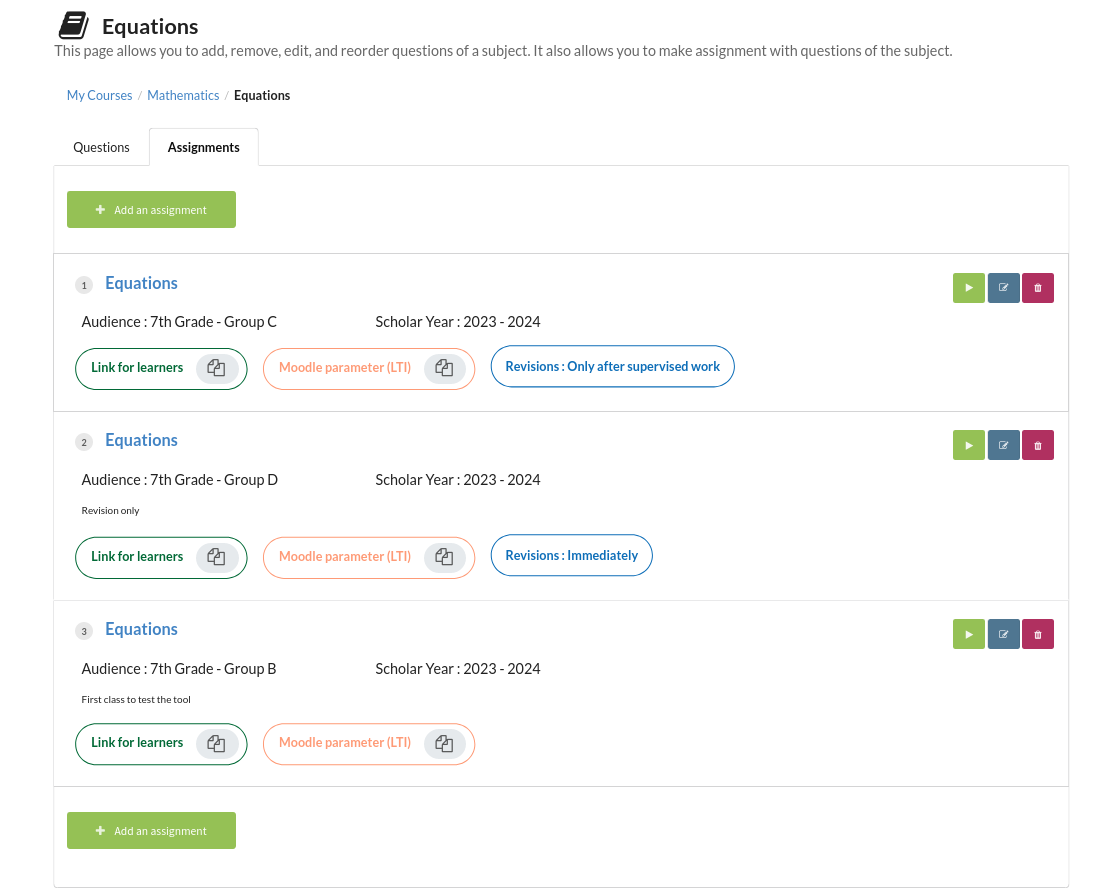 Equations
This page allows you to add, remove, edit, and reorder questions of a subject. It also allows you to make assignment with questions of the subject.
My Courses / Mathematics / Equations
Questions Assignments
Add an assignment
1 Equations
Audience : 7th Grade - Group C Scholar Year : 2023 - 2024
Link for learners Moodle parameter (LTI) Revisions : Only after supervised work
2 Equations
Audience : 7th Grade - Group D Scholar Year : 2023 - 2024
Revision only
Link for learners Moodle parameter (LTI) Revisions : Immediately
3 Equations
Audience : 7th Grade - Group B Scholar Year : 2023 - 2024
First class to test the tool
Link for learners Moodle parameter (LTI)
Add an assignment